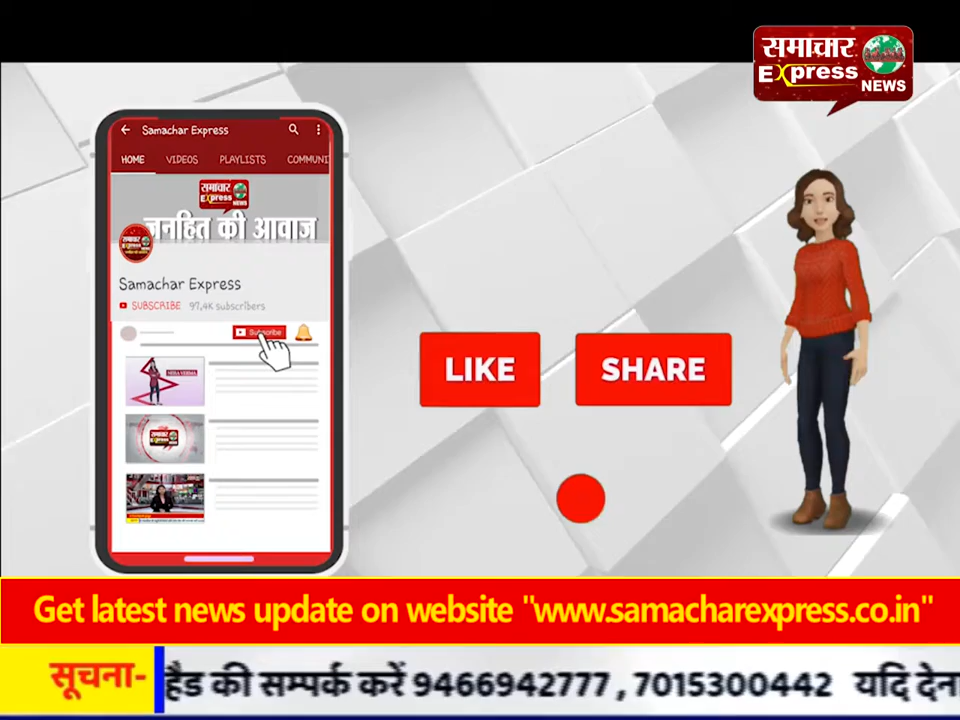 समाचार
Express
NEWS
Samachar Express
HOME VIDEOS PLAYLISTS COMMUNI
समाचार
Express
NEWS
जनहित की आवाज
Samachar Express
SUBSCRIBE 97.4K subscribers
Subscribe
LIKE SHARE
Get latest news update on website "www.samacharexpress.co.in"
सूचना- हैड की सम्पर्क करें 9466942777 , 7015300442 यदि देना